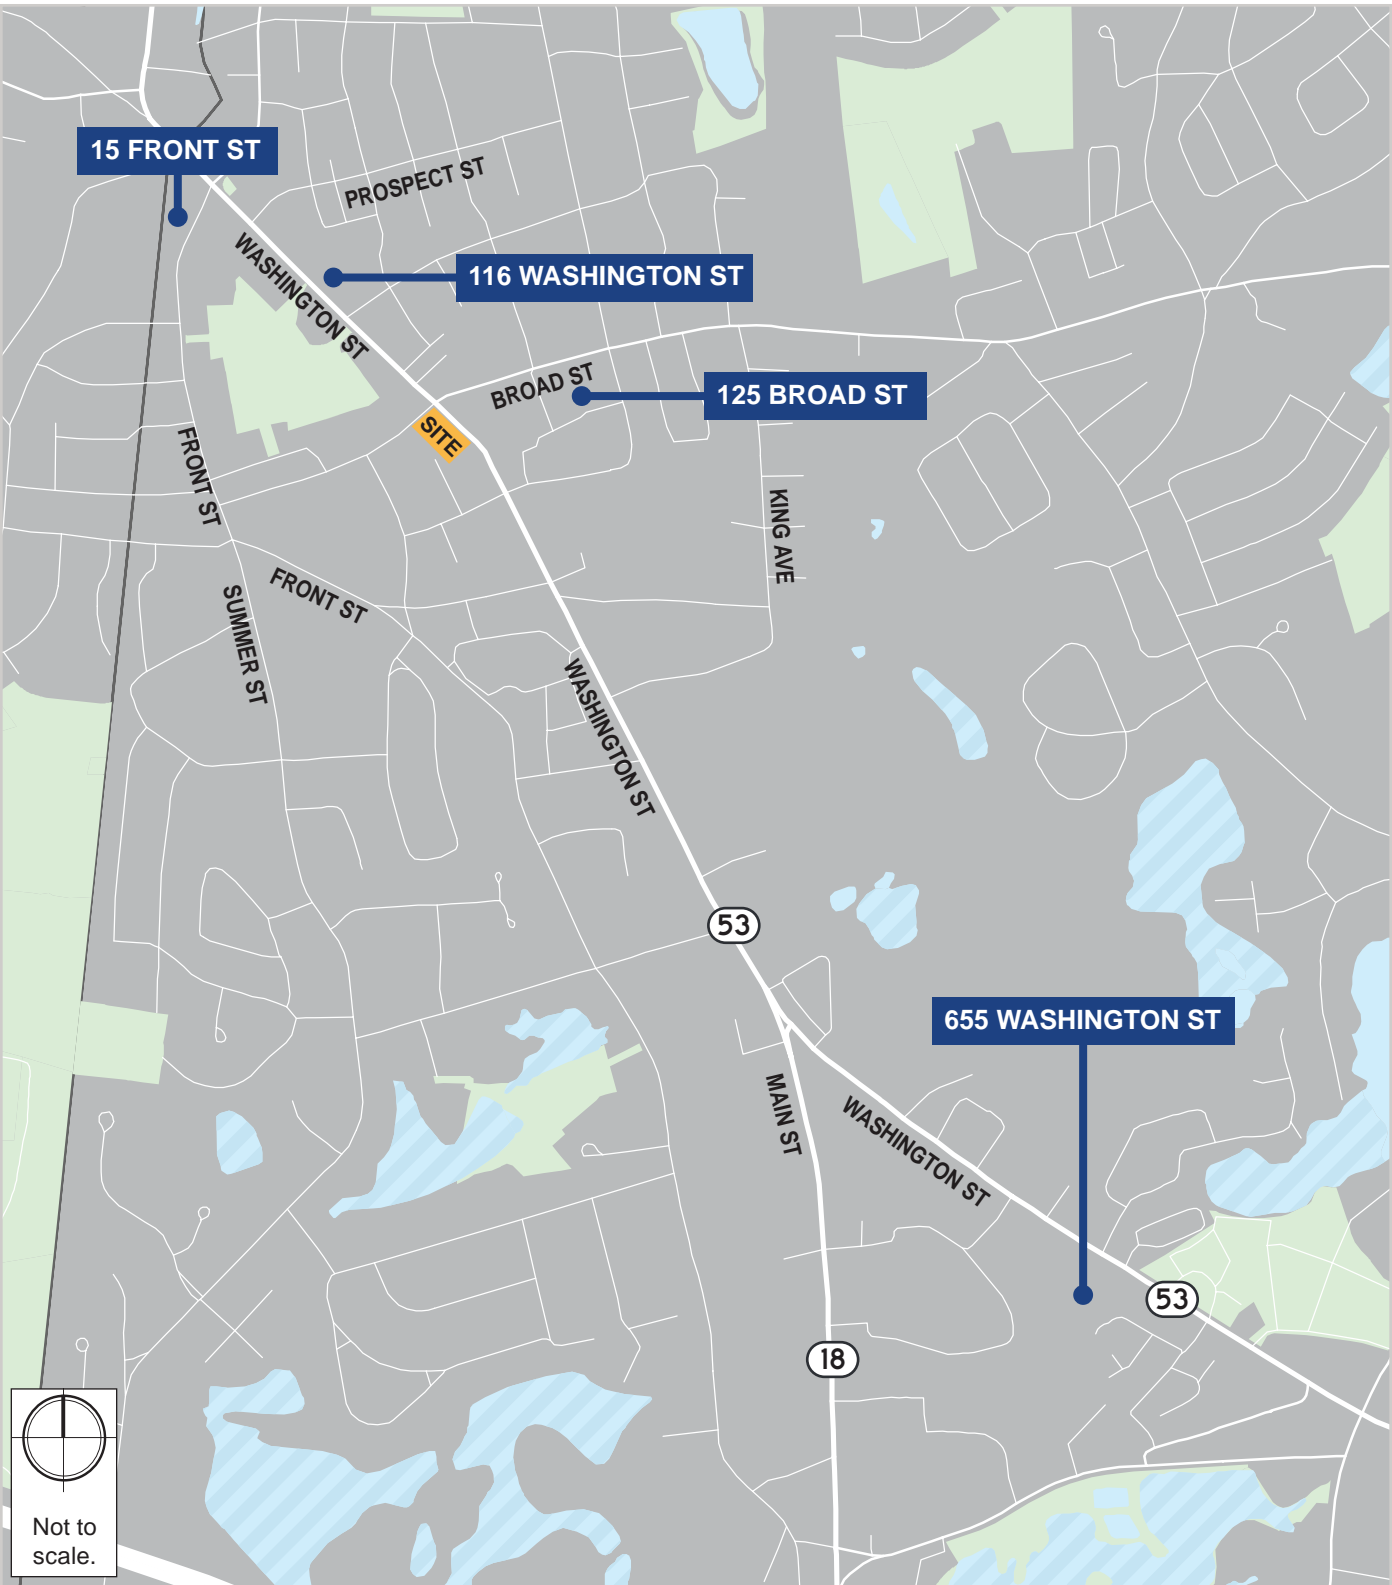 15 FRONT ST
PROSPECT ST
WASHINGTON ST
116 WASHINGTON ST
BROAD ST
125 BROAD ST
SITE
FRONT ST
KING AVE
FRONT ST
SUMMER ST
WASHINGTON ST
53
655 WASHINGTON ST
MAIN ST
WASHINGTON ST
53
18
Not to
scale.